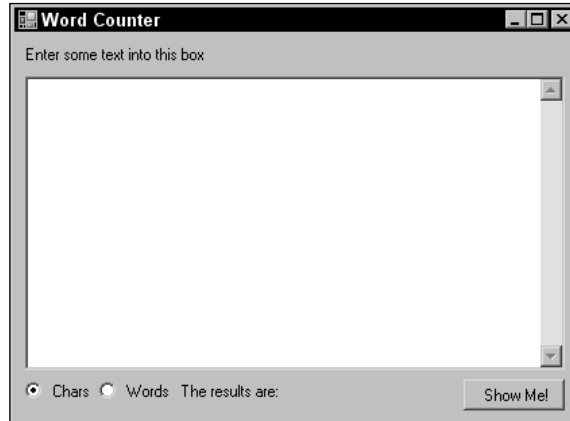 Word Counter
Enter some text into this box
Chars Words The results are: Show Me!